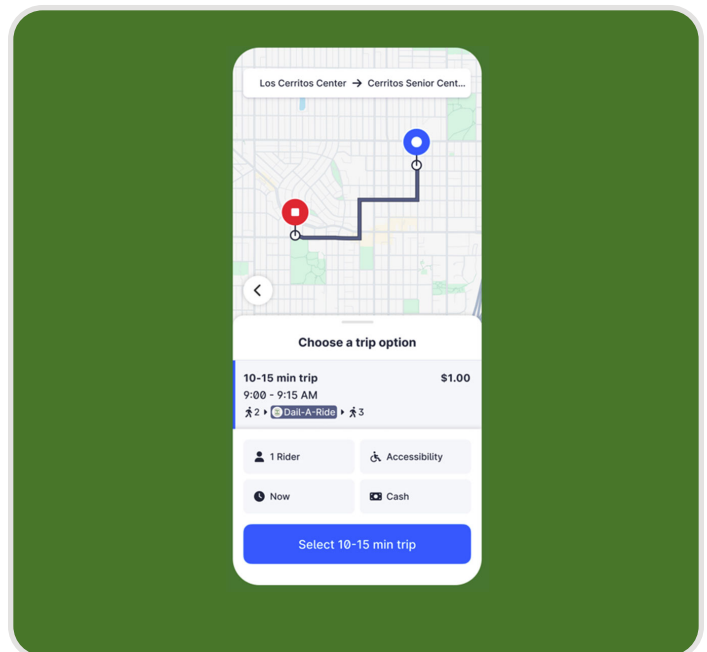 Los Cerritos Center → Cerritos Senior Cent...
Choose a trip option
10-15 min trip $1.00
9:00 - 9:15 AM
2 Dail-A-Ride 3
1 Rider Accessibility
Now Cash
Select 10-15 min trip